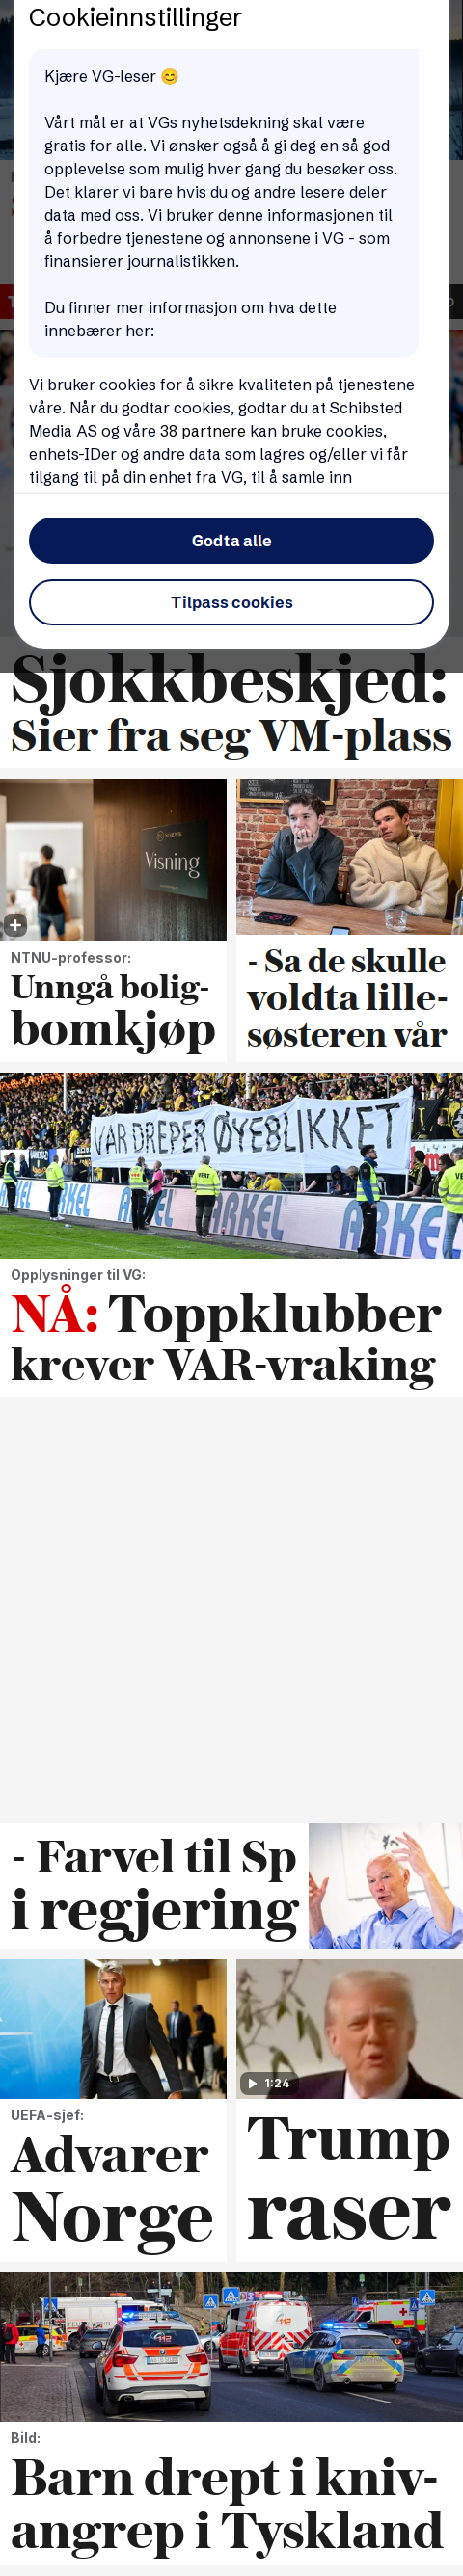 Cookieinnstillinger
Kjære VG-leser 😊
Vårt mål er at VGs nyhetsdekning skal være
gratis for alle. Vi ønsker også å gi deg en så god
opplevelse som mulig hver gang du besøker oss.
Det klarer vi bare hvis du og andre lesere deler
data med oss. Vi bruker denne informasjonen til
å forbedre tjenestene og annonsene i VG - som
finansierer journalistikken.
Du finner mer informasjon om hva dette
innebærer her:
Vi bruker cookies for å sikre kvaliteten på tjenestene
våre. Når du godtar cookies, godtar du at Schibsted
Media AS og våre 38 partnere kan bruke cookies,
enhets-IDer og andre data som lagres og/eller vi får
tilgang til på din enhet fra VG, til å samle inn
Godta alle
Tilpass cookies
Sjokkbeskjed:
Sier fra seg VM-plass
Visning
NTNU-professor:
Unngå bolig-
bomkjøp
- Sa de skulle
voldta lille-
søsteren vår
VAR DREPER ØYEBLIKKET
ARKEL
ARKEL
ARKEL
Opplysninger til VG:
NÅ: Toppklubber
krever VAR-vraking
- Farvel til Sp
i regjering
UEFA-sjef:
Advarer
Norge
1:24
Trump
raser
112
Bild:
Barn drept i kniv-
angrep i Tyskland